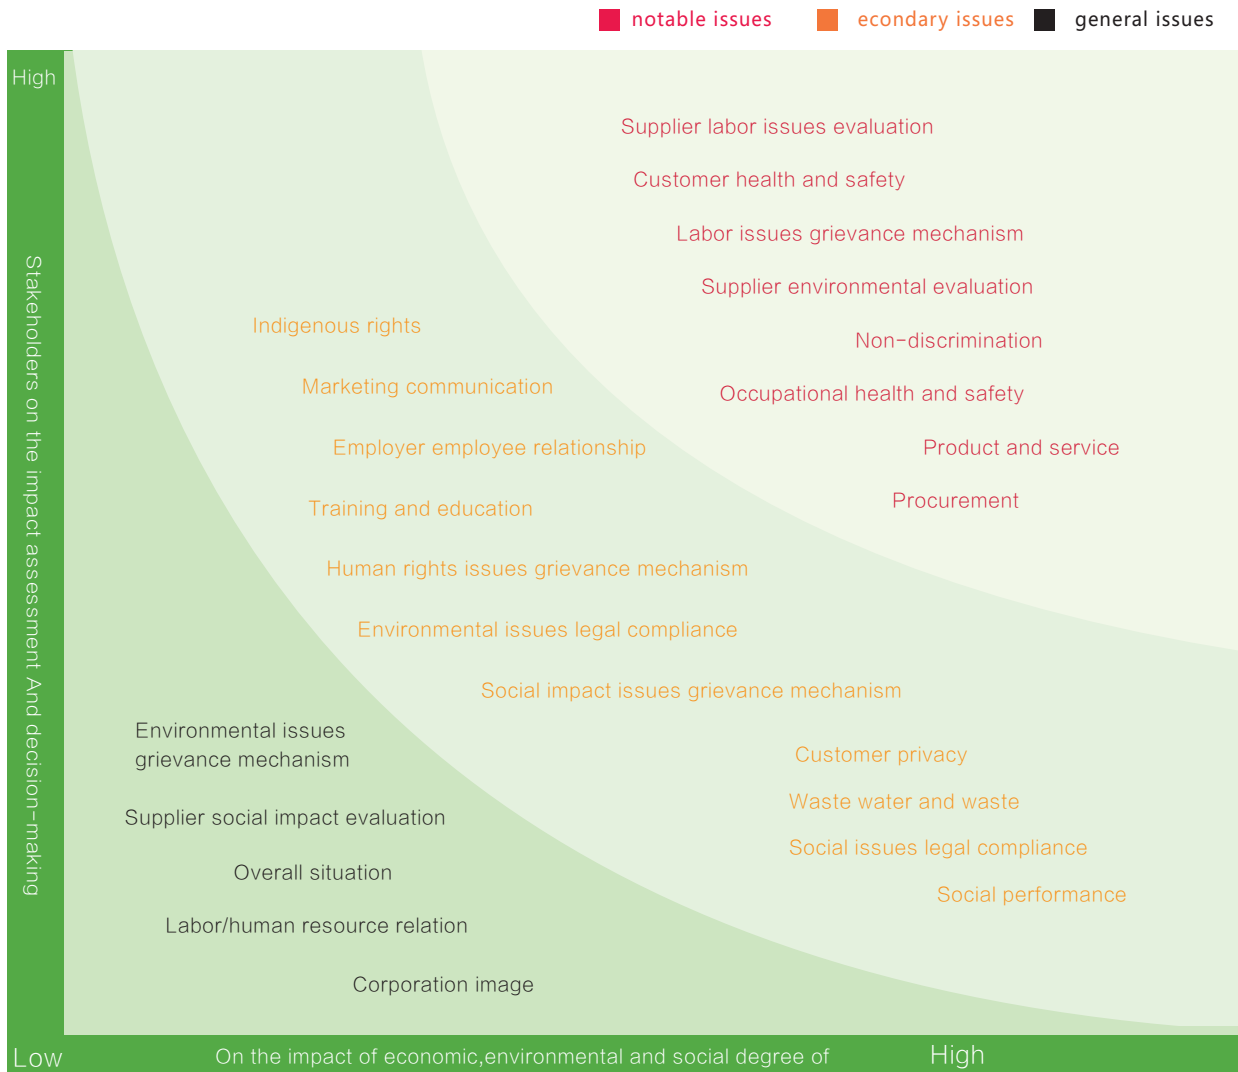 notable issues
econdary issues
general issues
High
Supplier labor issues evaluation
Customer health and safety
Labor issues grievance mechanism
Supplier environmental evaluation
Non-discrimination
Occupational health and safety
Product and service
Procurement
Indigenous rights
Marketing communication
Employer employee relationship
Training and education
Human rights issues grievance mechanism
Environmental issues legal compliance
Social impact issues grievance mechanism
Customer privacy
Waste water and waste
Social issues legal compliance
Social performance
Environmental issues
grievance mechanism
Supplier social impact evaluation
Overall situation
Labor/human resource relation
Corporation image
Stakeholders on the impact assessment And decision-making
Low
On the impact of economic,environmental and social degree of
High